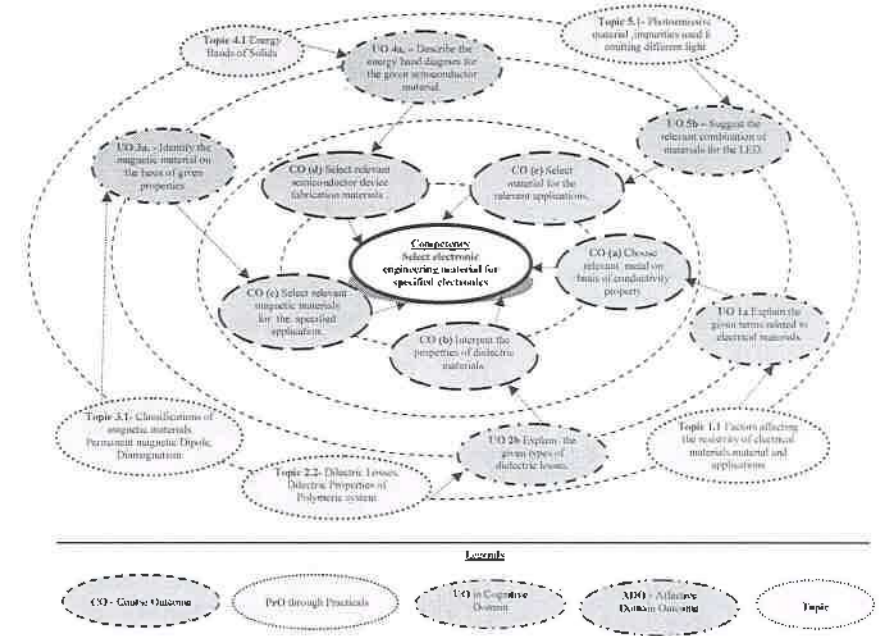 Topic 4.1 Energy
Bands of Solids
Topic 5.1- Photoemissive
material, impurities used
emitting different light
UO 4a. – Describe the
energy band diagram for
the given semiconductor
material.
UO 5b – Suggest the
relevant combination of
materials for the LED.
UO 3a. - Identify the
magnetic material on
the basis of given
properties
CO (d) Select relevant
semiconductor device
fabrication materials.
CO (e) Select
material for the
relevant applications.
Competency
Select electronic
engineering material for
specified electronics
CO (a) Choose
relevant metal on
basis of conductivity
property
CO (c) Select relevant
magnetic materials
for the specified
application.
CO (b) Interpret the
properties of dielectric
materials
UO 1a Explain the
given terms related to
electrical materials.
Topic 3.1- Classifications of
magnetic materials,
Permanent magnetic Dipole,
Diamagnetism.
Topic 2.2- Dilectric Losses,
Dilectric Properties of
Polymeric system
UO 2b Explain the
given types of
dielectric losses.
Topic 1.1 Factors affecting
the resistivity of electrical
materials,material and
applications
Legends
CO - Course Outcome
PrO through Practicals
UO in Cognitive
Domain
ADO - Affective
Domain Outcome
Topic